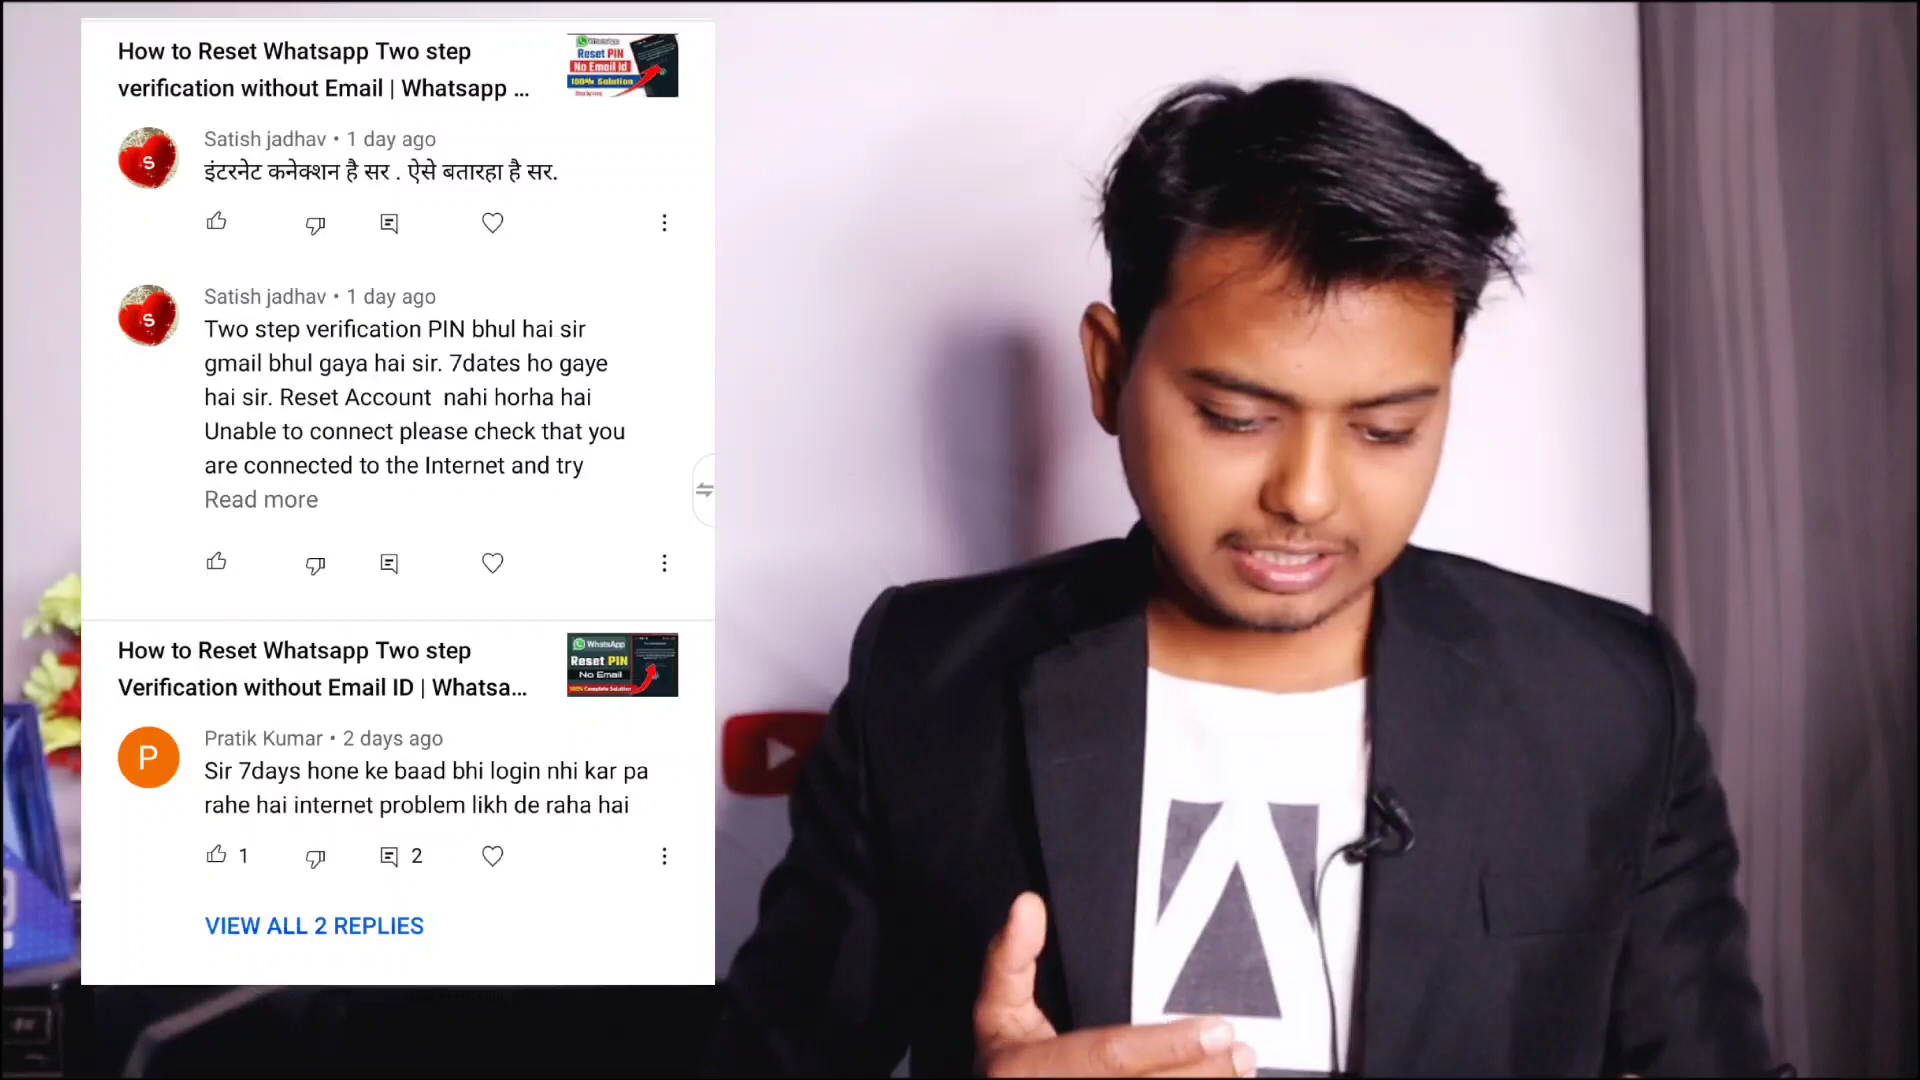 How to Reset Whatsapp Two step
verification without Email | Whatsapp ...
WhatsApp
Reset PIN
No Email Id
100% Solution
Satish jadhav • 1 day ago
S
इंटरनेट कनेक्शन है सर . ऐसे बतारहा है सर.
Satish jadhav • 1 day ago
S
Two step verification PIN bhul hai sir
gmail bhul gaya hai sir. 7dates ho gaye
hai sir. Reset Account nahi horha hai
Unable to connect please check that you
are connected to the Internet and try
Read more
How to Reset Whatsapp Two step
Verification without Email ID | Whatsa...
WhatsApp
Reset PIN
No Email
100% Complete Solution
Pratik Kumar • 2 days ago
P
Sir 7days hone ke baad bhi login nhi kar pa
rahe hai internet problem likh de raha hai
1
2
VIEW ALL 2 REPLIES